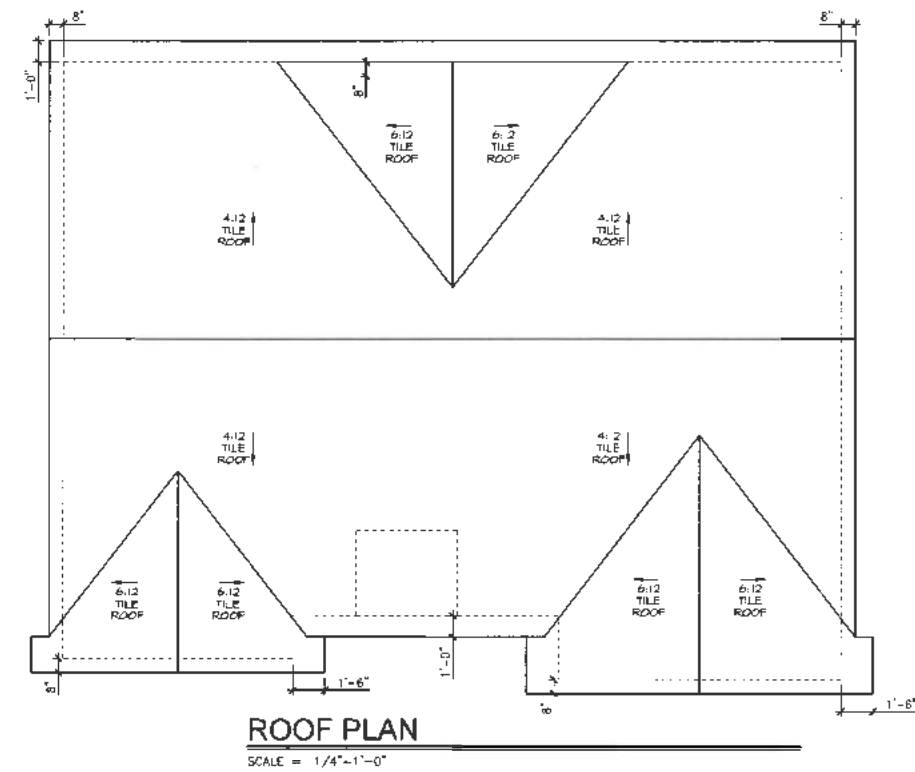 8"
8"
1'-0"
8"
6:12
TILE
ROOF
6: 2
TILE
ROOF
4:12
TILE
ROOF
4:12
TILE
ROOF
4:12
TILE
ROOF
4: 2
TILE
ROOF
6:12
TILE
ROOF
6:12
TILE
ROOF
6:12
TILE
ROOF
6:12
TILE
ROOF
1'-0"
8"
1'-6"
8"
1'-6"
ROOF PLAN
SCALE = 1/4"-1'-0"